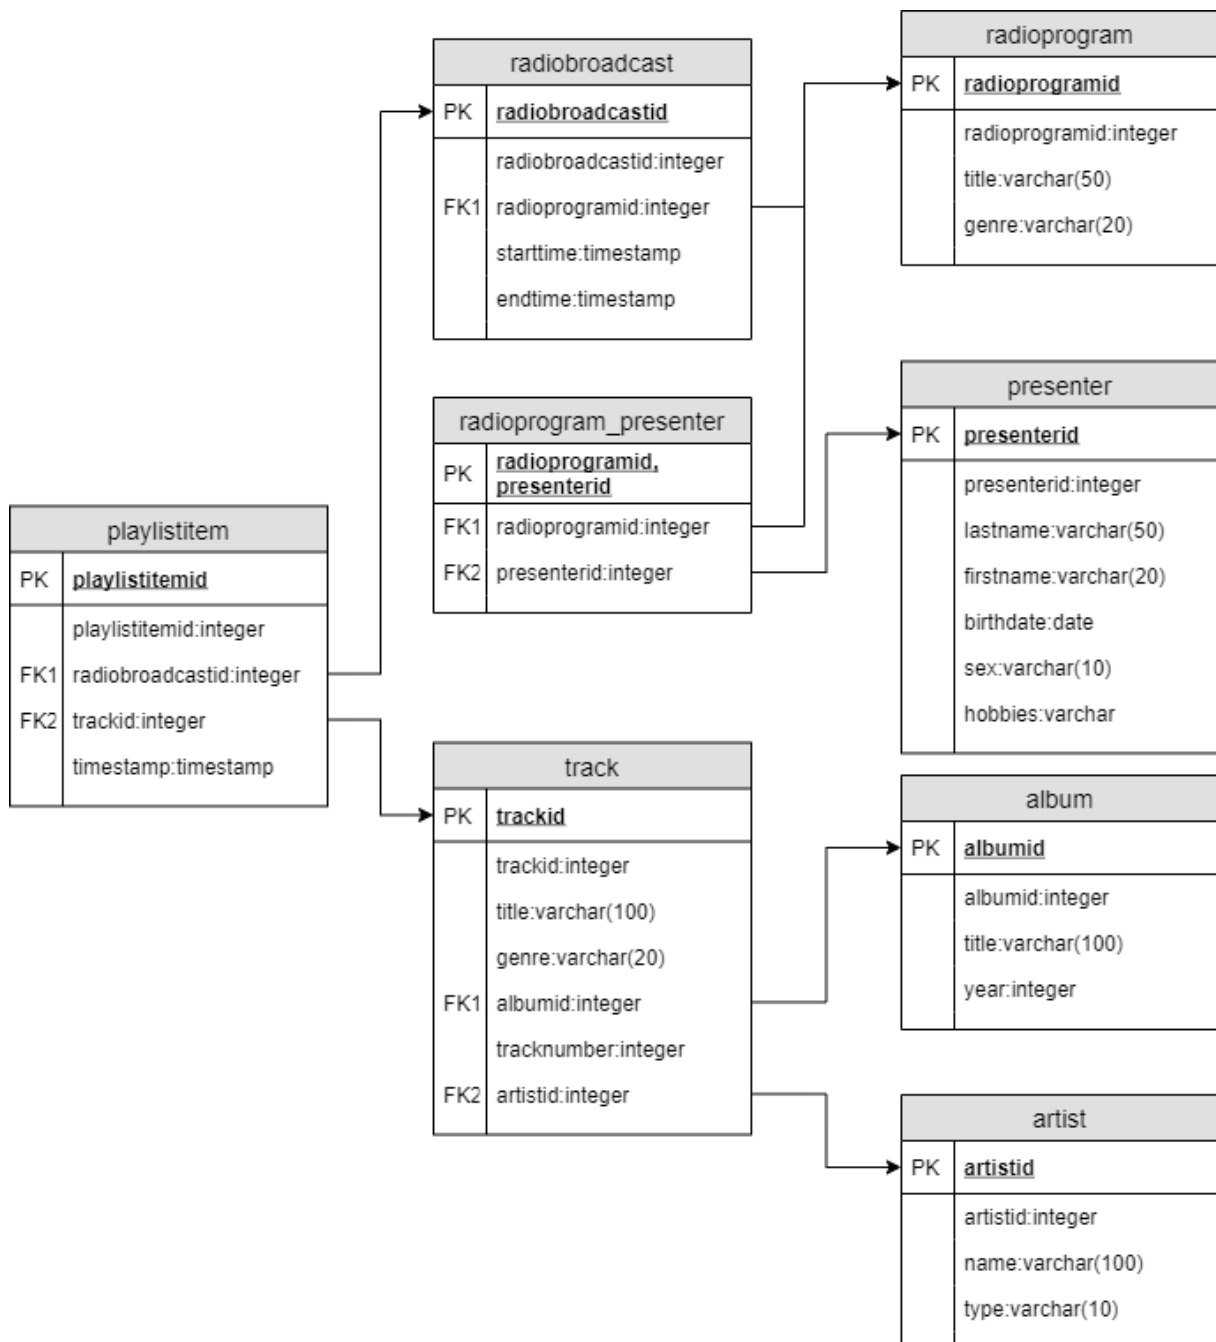 radiobroadcast
PK radiobroadcastid
radiobroadcastid:integer
FK1 radioprogramid:integer
starttime:timestamp
endtime:timestamp
radioprogram
PK radioprogramid
radioprogramid:integer
title:varchar(50)
genre:varchar(20)
radioprogram_presenter
PK radioprogramid,
presenterid
FK1 radioprogramid:integer
FK2 presenterid:integer
presenter
PK presenterid
presenterid:integer
lastname:varchar(50)
firstname:varchar(20)
birthdate:date
sex:varchar(10)
hobbies:varchar
playlistitem
PK playlistitemid
playlistitemid:integer
FK1 radiobroadcastid:integer
FK2 trackid:integer
timestamp:timestamp
track
PK trackid
trackid:integer
title:varchar(100)
genre:varchar(20)
FK1 albumid:integer
tracknumber:integer
FK2 artistid:integer
album
PK albumid
albumid:integer
title:varchar(100)
year:integer
artist
PK artistid
artistid:integer
name:varchar(100)
type:varchar(10)